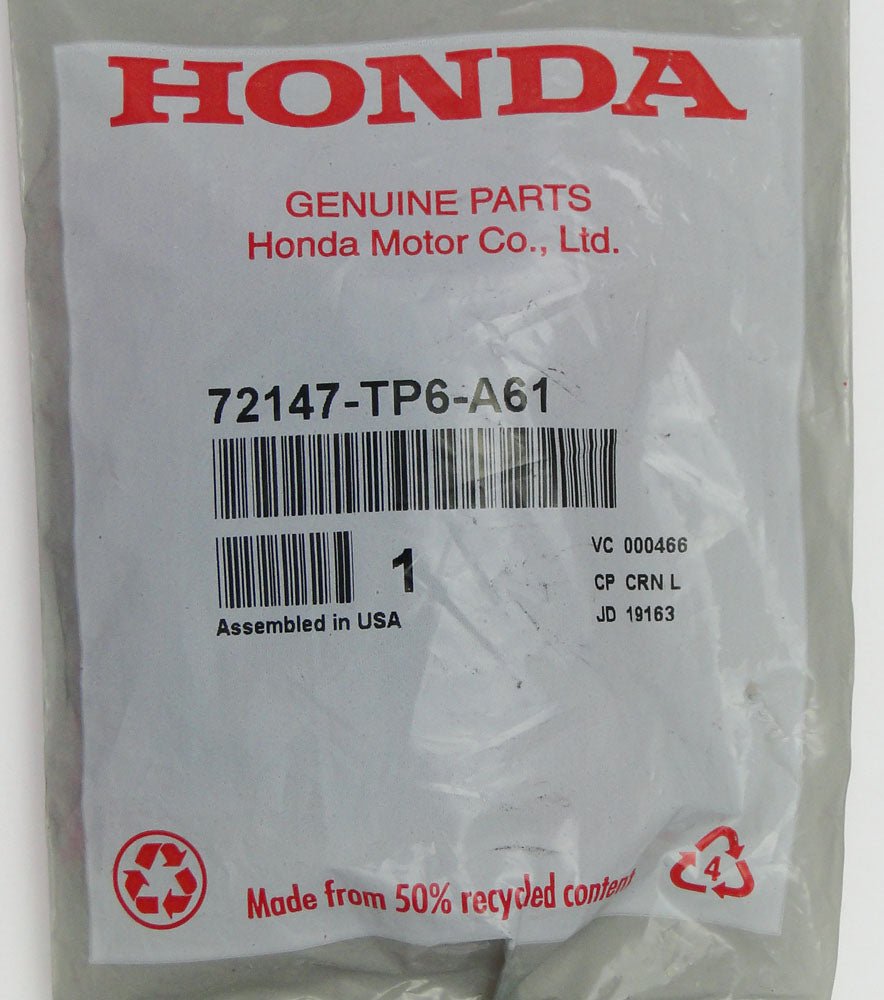 HONDA
GENUINE PARTS
Honda Motor Co., Ltd.
72147-TP6-A61
1
VC 000466
CP CRN L
JD 19163
Assembled in USA
Made from 50% recycled content
4